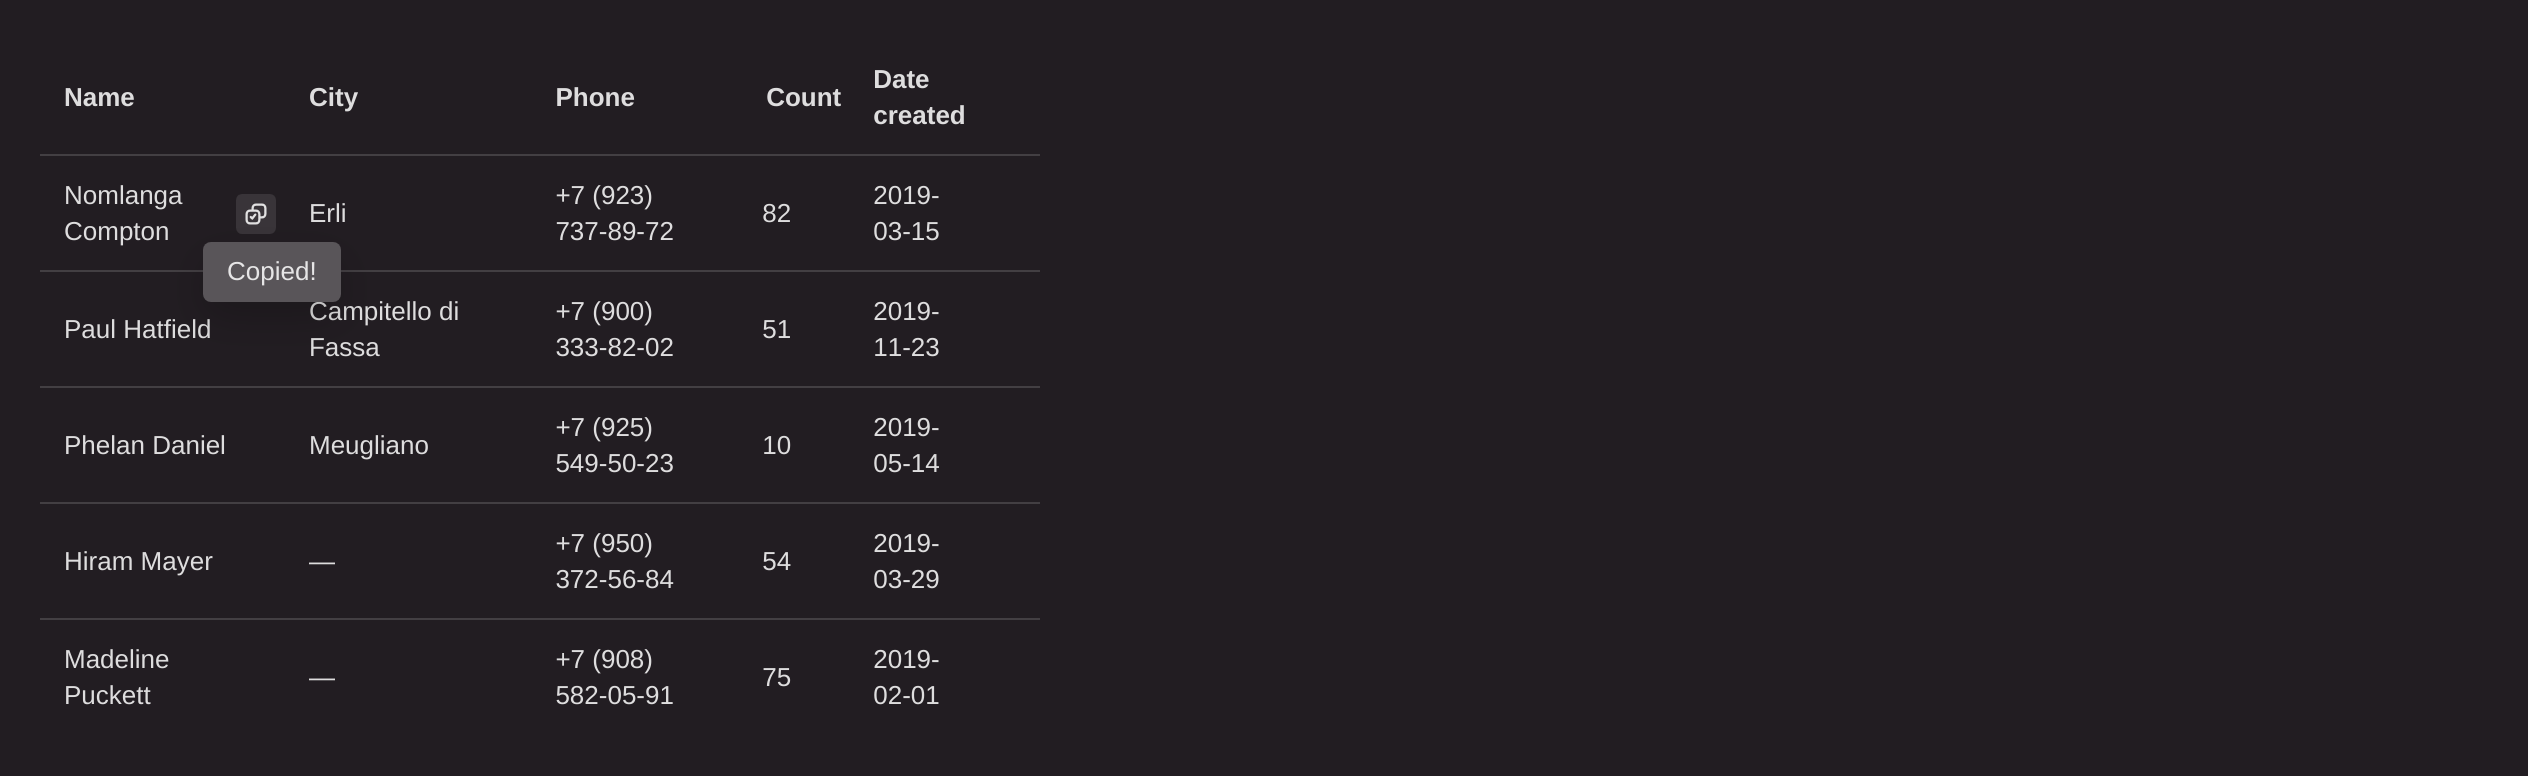 Name City Phone Count Date
created
Nomlanga
Compton
Erli
+7 (923)
737-89-72
82
2019-
03-15
Copied!
Paul Hatfield
Campitello di
Fassa
+7 (900)
333-82-02
51
2019-
11-23
Phelan Daniel
Meugliano
+7 (925)
549-50-23
10
2019-
05-14
Hiram Mayer
—
+7 (950)
372-56-84
54
2019-
03-29
Madeline
Puckett
—
+7 (908)
582-05-91
75
2019-
02-01